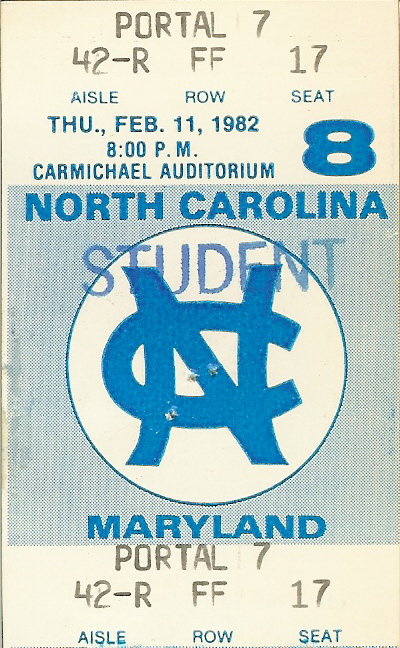 PORTAL 7
42-R FF 17
AISLE ROW SEAT
THU., FEB. 11, 1982
8:00 P.M.
CARMICHAEL AUDITORIUM
8
NORTH CAROLINA
STUDENT
NC
MARYLAND
PORTAL 7
42-R FF 17
AISLE ROW SEAT